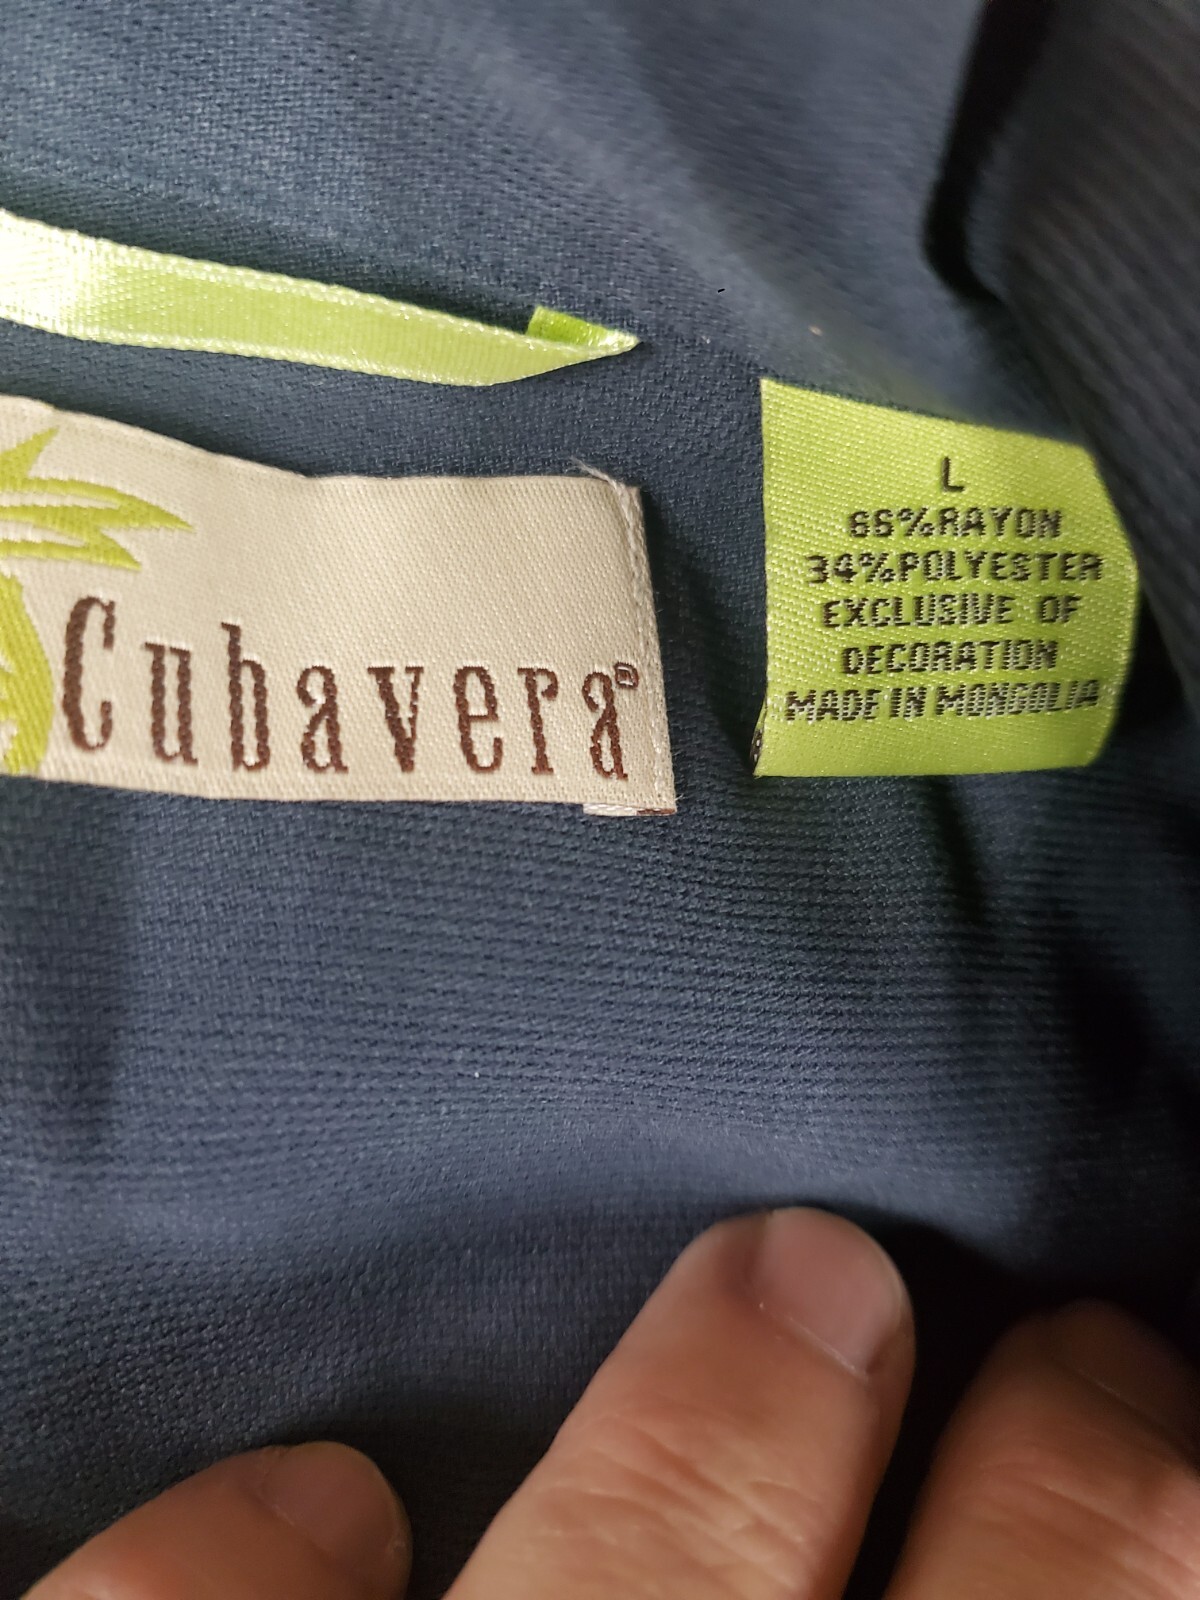 Cubavera®
L
66%RAYON
34%POLYESTER
EXCLUSIVE OF
DECORATION
MADE IN MONGOLIA